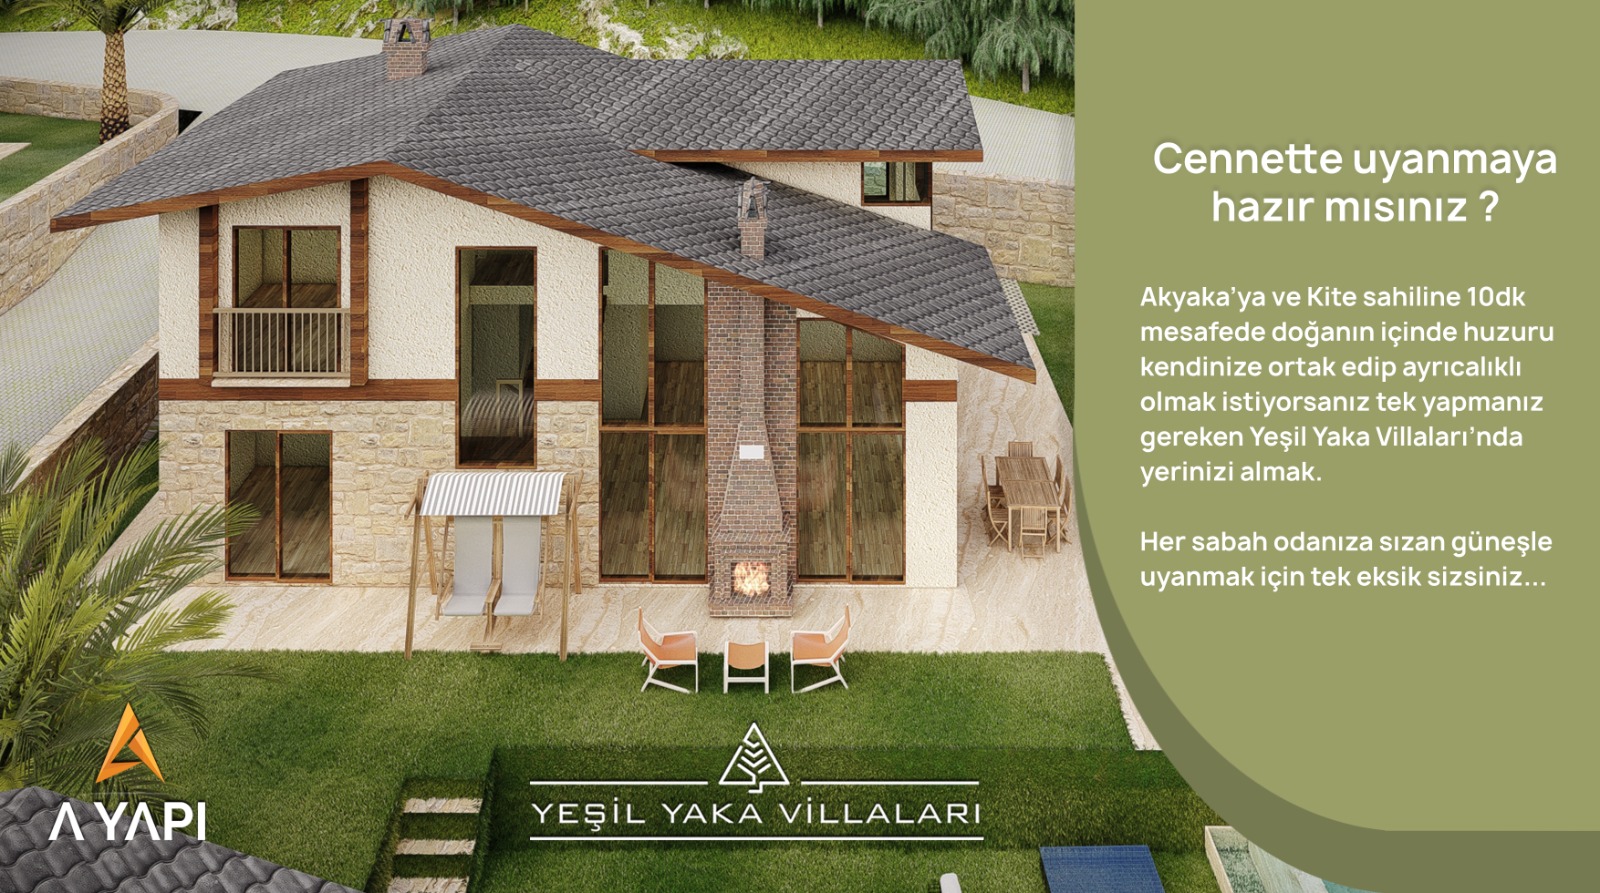 Cennette uyanmaya
hazır mısınız ?
Akyaka'ya ve Kite sahiline 10dk
mesafede doğanın içinde huzuru
kendinize ortak edip ayrıcalıklı
olmak istiyorsanız tek yapmanız
gereken Yeşil Yaka Villaları'nda
yerinizi almak.
Her sabah odanıza sızan güneşle
uyanmak için tek eksik sizsiniz...
A YAPI
YEŞİL YAKA VİLLALARI